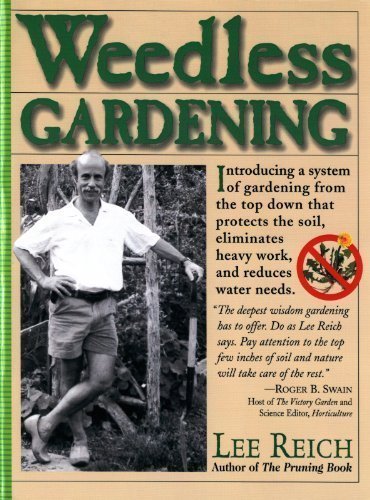 Weedless
GARDENING
Introducing a system
of gardening from
the top down that
protects the soil,
eliminates
heavy work,
and reduces
water needs.
"The deepest wisdom gardening
has to offer. Do as Lee Reich
says. Pay attention to the top
few inches of soil and nature
will take care of the rest."
—ROGER B. SWAIN
Host of The Victory Garden and
Science Editor, Horticulture
LEE REICH
Author of The Pruning Book